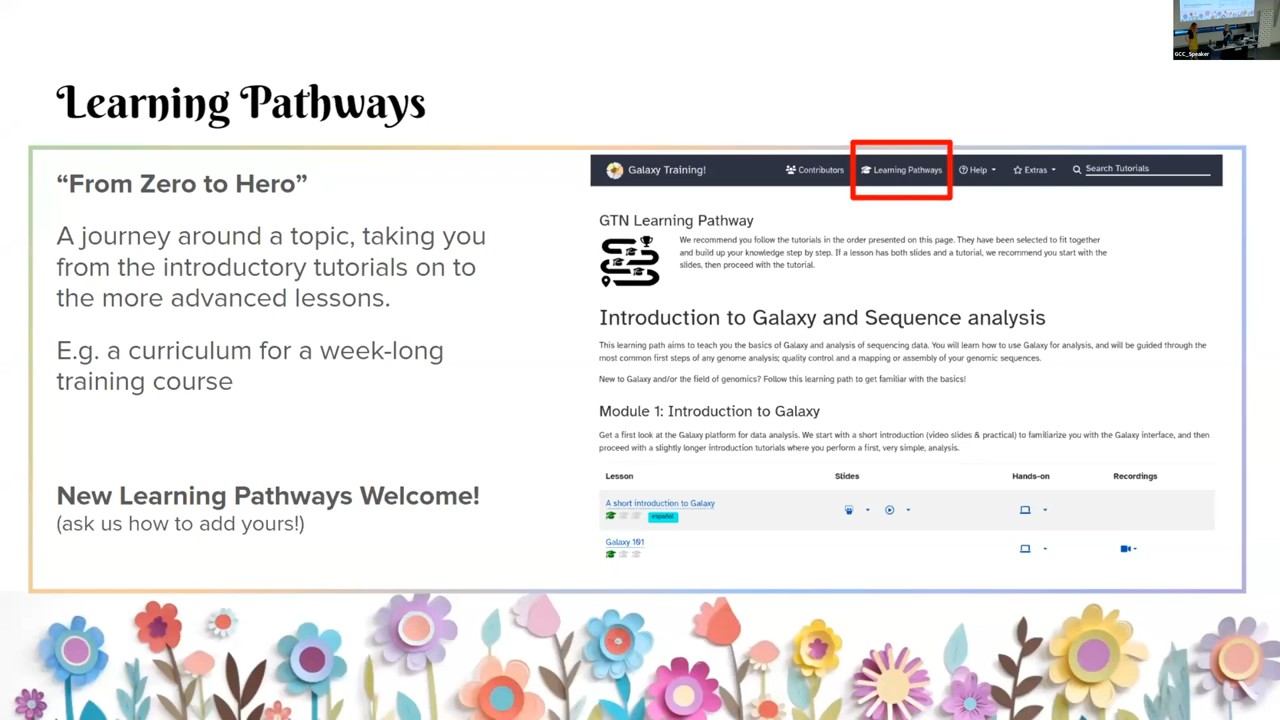 GCC_Speaker
Learning Pathways
“From Zero to Hero”
A journey around a topic, taking you
from the introductory tutorials on to
the more advanced lessons.
E.g. a curriculum for a week-long
training course
New Learning Pathways Welcome!
(ask us how to add yours!)
Galaxy Training!
Contributors
Learning Pathways
Help
Extras
Search Tutorials
GTN Learning Pathway
We recommend you follow the tutorials in the order presented on this page. They have been selected to fit together
and build up your knowledge step by step. If a lesson has both slides and a tutorial, we recommend you start with the
slides, then proceed with the tutorial.
Introduction to Galaxy and Sequence analysis
This learning path aims to teach you the basics of Galaxy and analysis of sequencing data. You will learn how to use Galaxy for analysis, and will be guided through the
most common first steps of any genome analysis; quality control and a mapping or assembly of your genomic sequences.
New to Galaxy and/or the field of genomics? Follow this learning path to get familiar with the basics!
Module 1: Introduction to Galaxy
Get a first look at the Galaxy platform for data analysis. We start with a short introduction (video slides & practical) to familiarize you with the Galaxy interface, and then
proceed with a slightly longer introduction tutorials where you perform a first, very simple, analysis.
Lesson Slides Hands-on Recordings
A short introduction to Galaxy
español
Galaxy 101